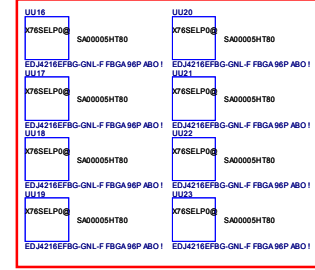 UU16 UU20
X76SELP0@ SA00005HT80 X76SELP0@ SA00005HT80
EDJ4216EFBG-GNL-F FBGA 96P ABO ! EDJ4216EFBG-GNL-F FBGA 96P ABO !
UU17 UU21
X76SELP0@ SA00005HT80 X76SELP0@ SA00005HT80
EDJ4216EFBG-GNL-F FBGA 96P ABO ! EDJ4216EFBG-GNL-F FBGA 96P ABO !
UU18 UU22
X76SELP0@ SA00005HT80 X76SELP0@ SA00005HT80
EDJ4216EFBG-GNL-F FBGA 96P ABO ! EDJ4216EFBG-GNL-F FBGA 96P ABO !
UU19 UU23
X76SELP0@ SA00005HT80 X76SELP0@ SA00005HT80
EDJ4216EFBG-GNL-F FBGA 96P ABO ! EDJ4216EFBG-GNL-F FBGA 96P ABO !